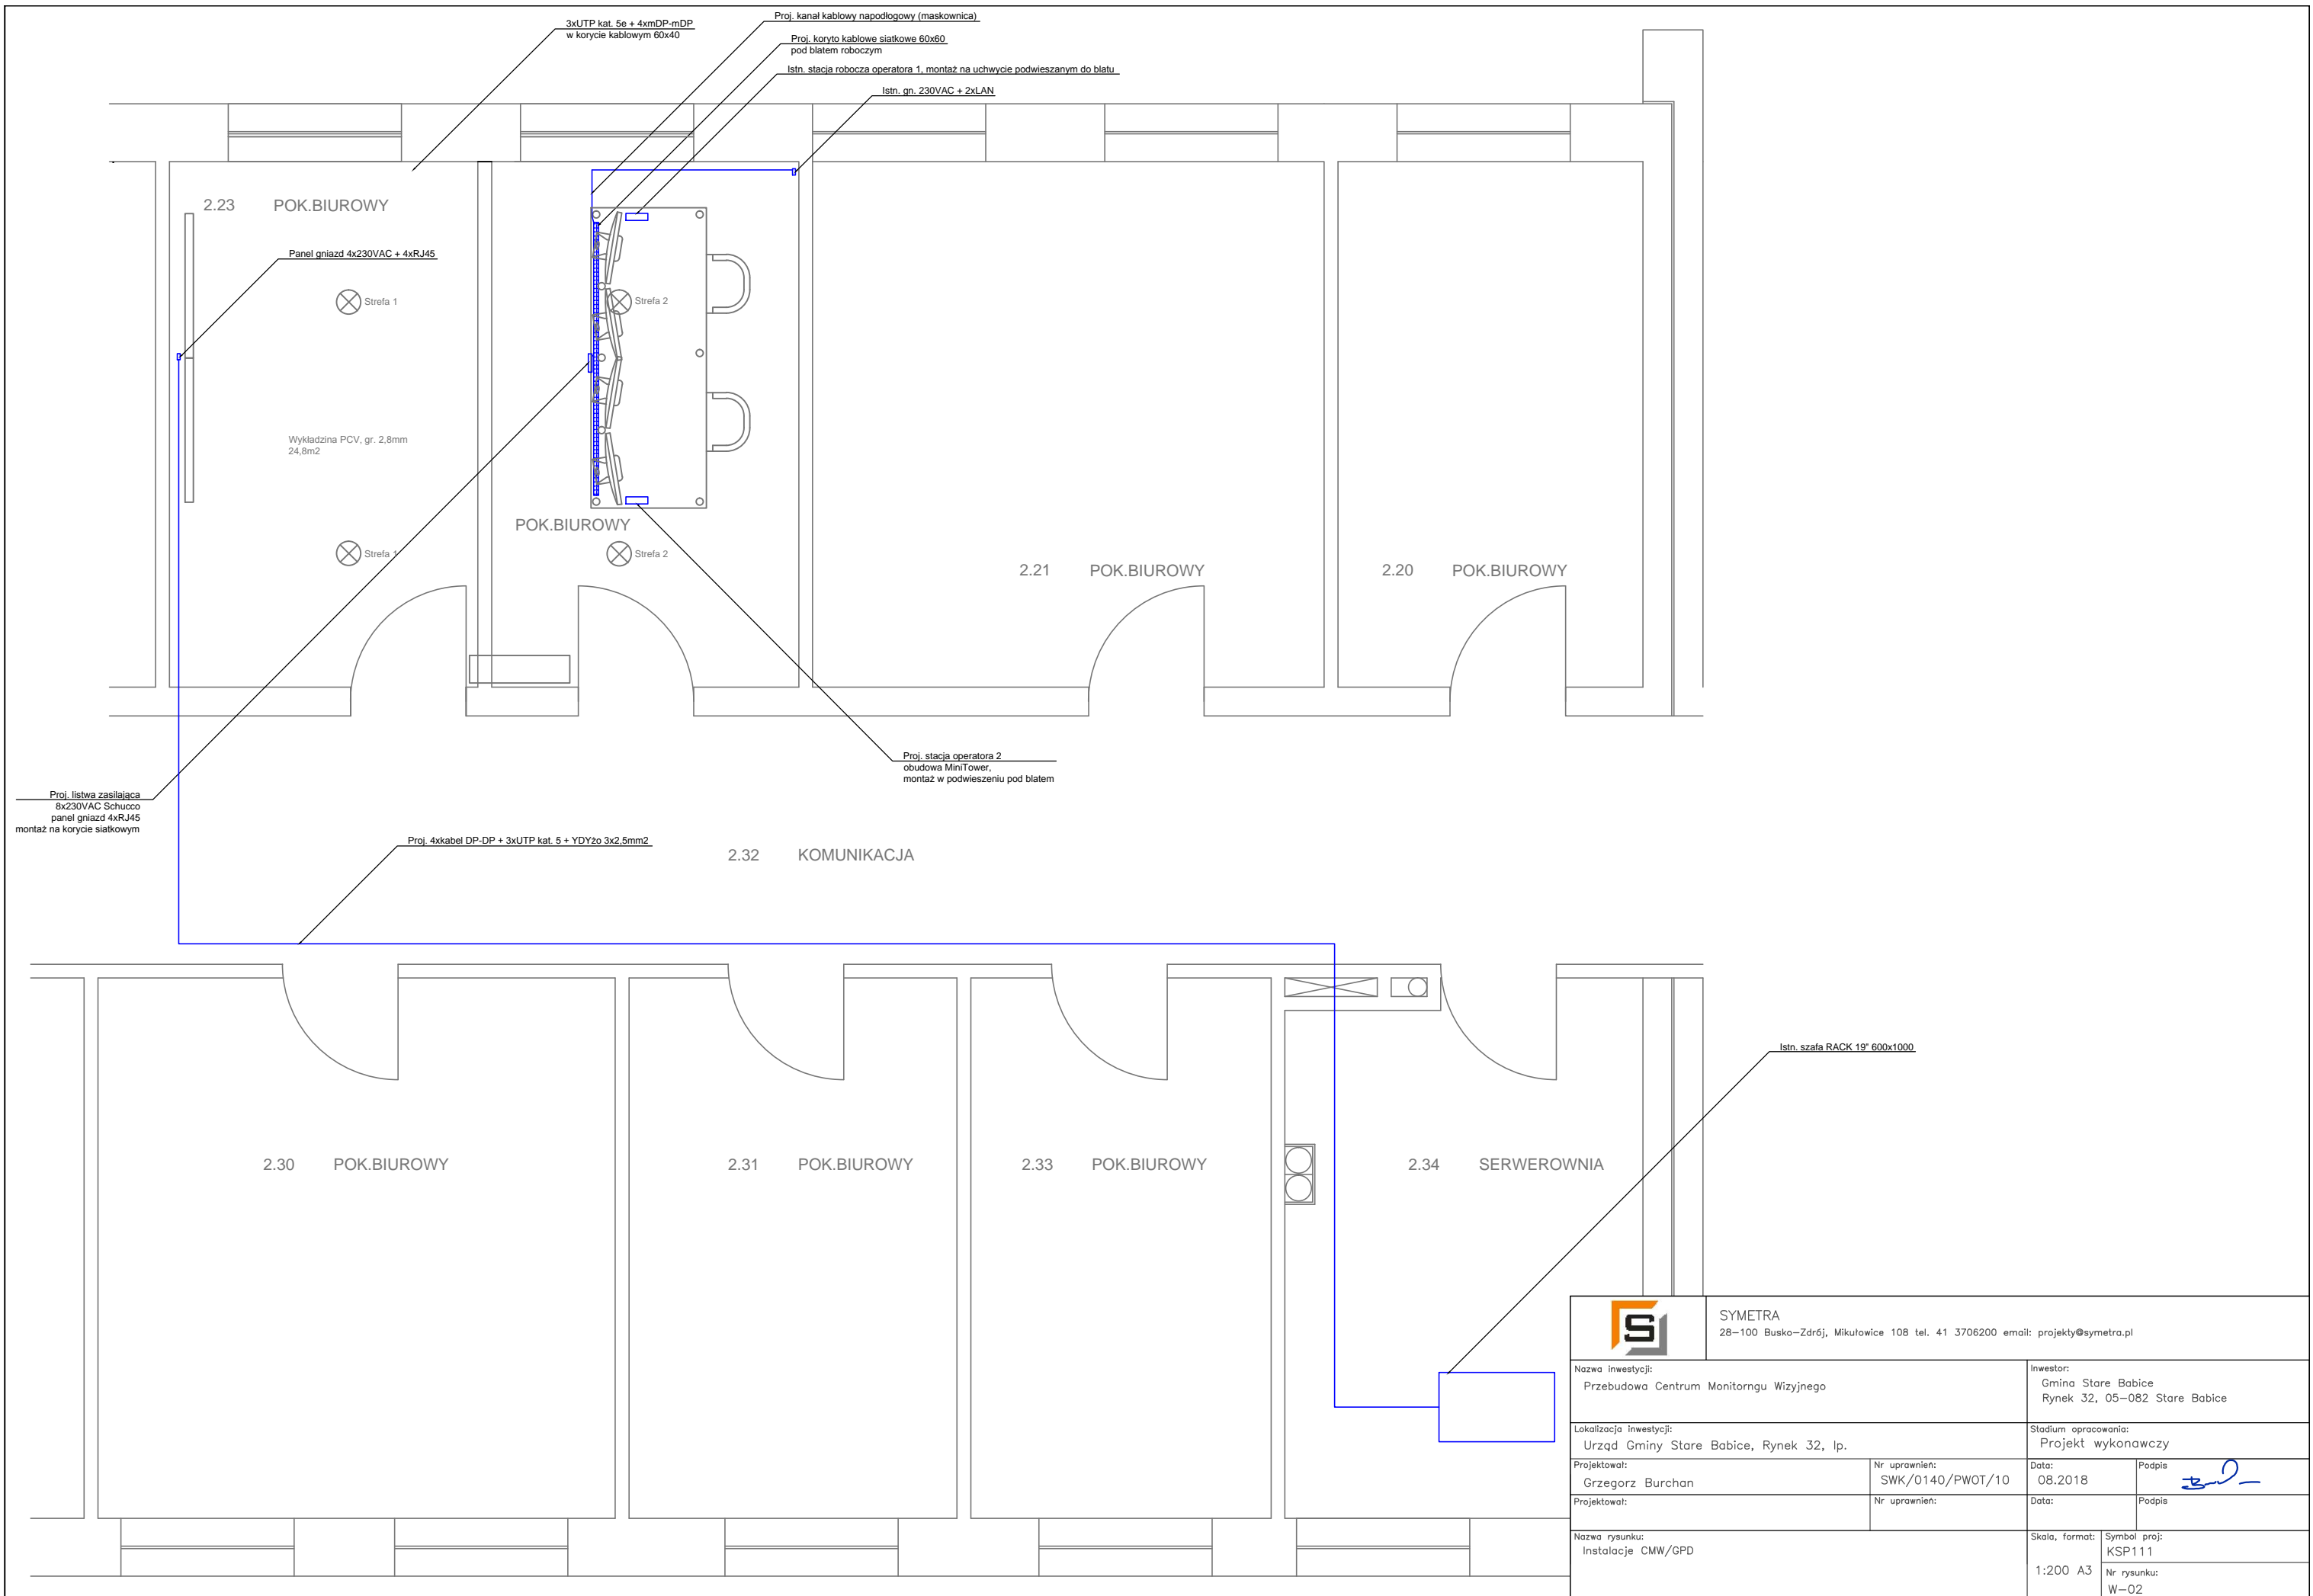 3xUTP kat. 5e + 4xmDP-mDP
w korycie kablowym 60x40
Proj. kanał kablowy napodłogowy (maskownica)
Proj. koryto kablowe siatkowe 60x60
pod blatem roboczym
Istn. stacja robocza operatora 1, montaż na uchwycie podwieszanym do blatu
Istn. gn. 230VAC + 2xLAN
2.23 POK.BIUROWY
Panel gniazd 4x230VAC + 4xRJ45
Strefa 1
Strefa 2
Wykładzina PCV, gr. 2,8mm
24,8m2
POK.BIUROWY
Strefa 1
Strefa 2
2.21 POK.BIUROWY
2.20 POK.BIUROWY
Proj. stacja operatora 2
obudowa MiniTower,
montaż w podwieszeniu pod blatem
Proj. listwa zasilająca
8x230VAC Schucco
panel gniazd 4xRJ45
montaż na korycie siatkowym
Proj. 4xkabel DP-DP + 3xUTP kat. 5 + YDYżo 3x2,5mm2
2.32 KOMUNIKACJA
Istn. szafa RACK 19" 600x1000
2.30 POK.BIUROWY
2.31 POK.BIUROWY
2.33 POK.BIUROWY
2.34 SERWEROWNIA
S
SYMETRA
28-100 Busko-Zdrój, Mikułowice 108 tel. 41 3706200 email: projekty@symetra.pl
Nazwa inwestycji:
Przebudowa Centrum Monitorngu Wizyjnego
Inwestor:
Gmina Stare Babice
Rynek 32, 05-082 Stare Babice
Lokalizacja inwestycji:
Urząd Gminy Stare Babice, Rynek 32, Ip.
Stadium opracowania:
Projekt wykonawczy
Projektował:
Grzegorz Burchan
Nr uprawnień:
SWK/0140/PWOT/10
Data:
08.2018
Podpis
Projektował:
Nr uprawnień:
Data:
Podpis
Nazwa rysunku:
Instalacje CMW/GPD
Skala, format:
1:200 A3
Symbol proj:
KSP111
Nr rysunku:
W-02